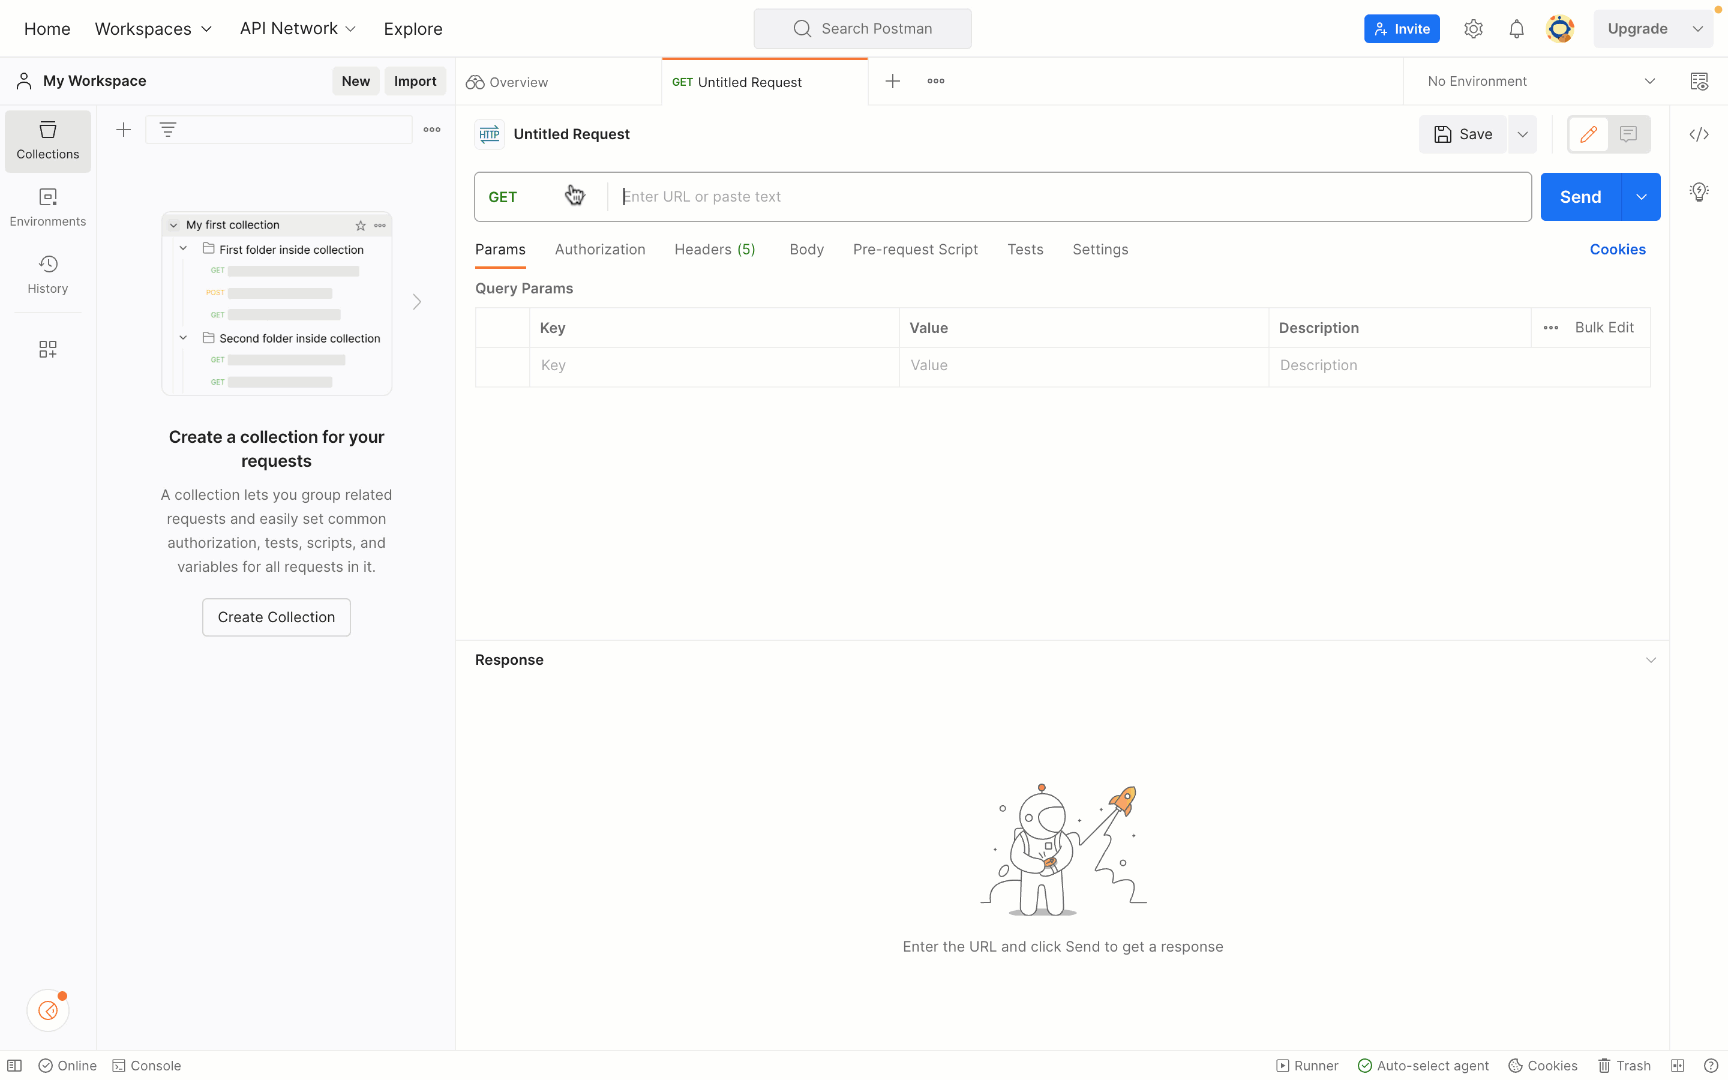 Home
Workspaces
API Network
Explore
Search Postman
Invite
Upgrade
My Workspace
New
Import
Overview
GET Untitled Request
No Environment
Collections
Environments
History
My first collection
First folder inside collection
GET
POST
GET
Second folder inside collection
GET
GET
Create a collection for your
requests
A collection lets you group related
requests and easily set common
authorization, tests, scripts, and
variables for all requests in it.
Create Collection
HTTP
Untitled Request
Save
GET
Enter URL or paste text
Send
Params
Authorization
Headers (5)
Body
Pre-request Script
Tests
Settings
Cookies
Query Params
Key
Value
Description
Bulk Edit
Key
Value
Description
Response
Enter the URL and click Send to get a response
Online
Console
Runner
Auto-select agent
Cookies
Trash